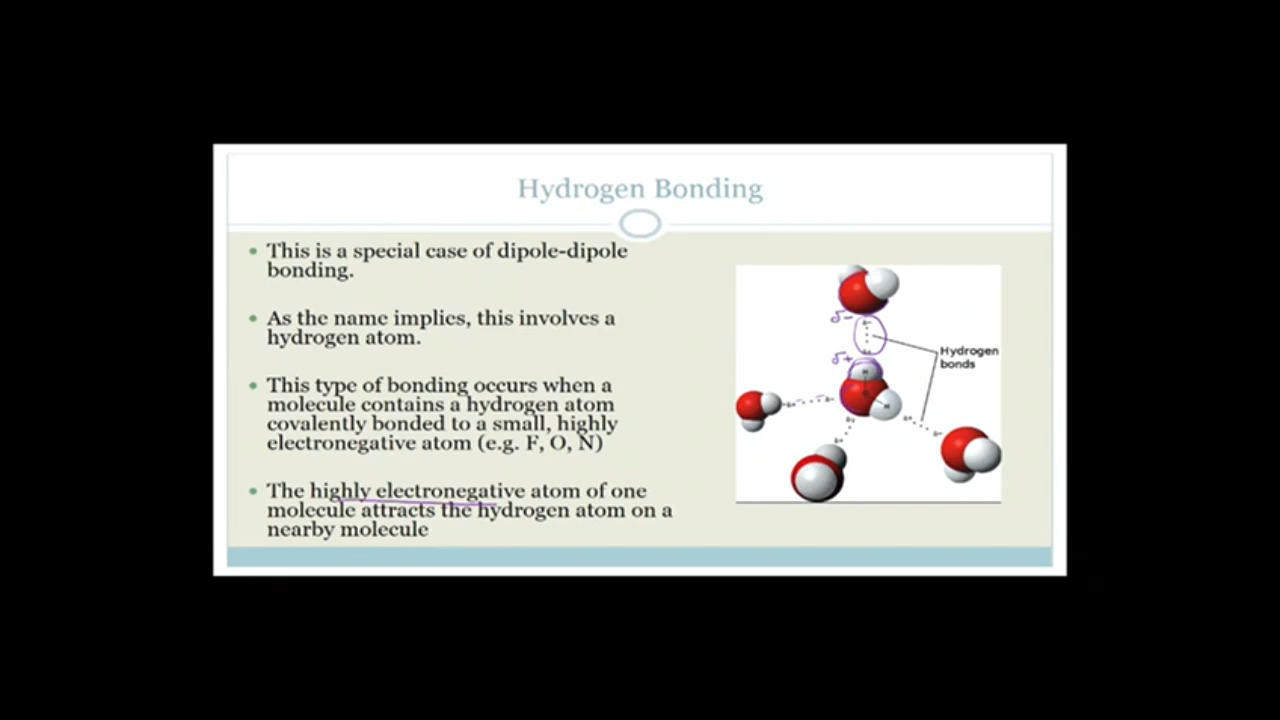 Hydrogen Bonding
• This is a special case of dipole-dipole
bonding.
• As the name implies, this involves a
hydrogen atom.
• This type of bonding occurs when a
molecule contains a hydrogen atom
covalently bonded to a small, highly
electronegative atom (e.g. F, O, N)
• The highly electronegative atom of one
molecule attracts the hydrogen atom on a
nearby molecule
δ-
δ+
Hydrogen
bonds
H
H